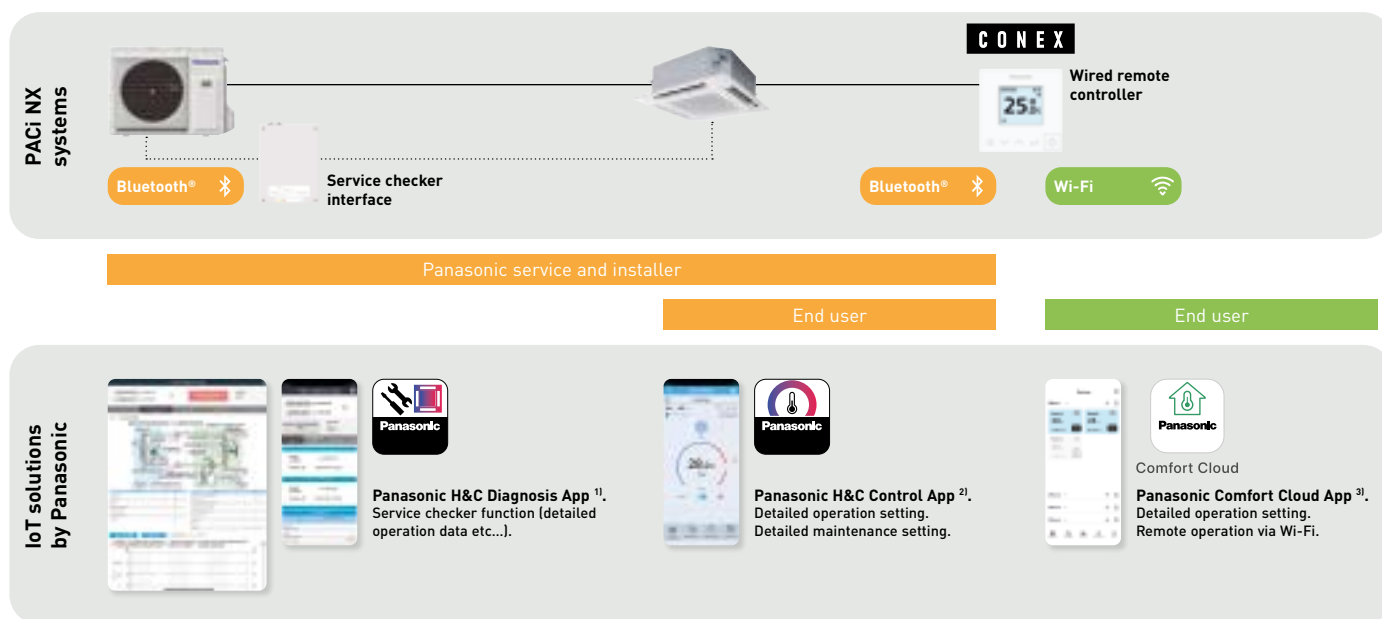 CONEX
PACi NX
systems
Wired remote
controller
25
Bluetooth®
Service checker
interface
Bluetooth®
Wi-Fi
Panasonic service and installer
End user
End user
IoT solutions
by Panasonic
Panasonic
Panasonic H&C Diagnosis App ¹⁾.
Service checker function (detailed
operation data etc...).
Panasonic
Panasonic H&C Control App ²⁾.
Detailed operation setting.
Detailed maintenance setting.
Panasonic
Comfort Cloud
Panasonic Comfort Cloud App ³⁾.
Detailed operation setting.
Remote operation via Wi-Fi.